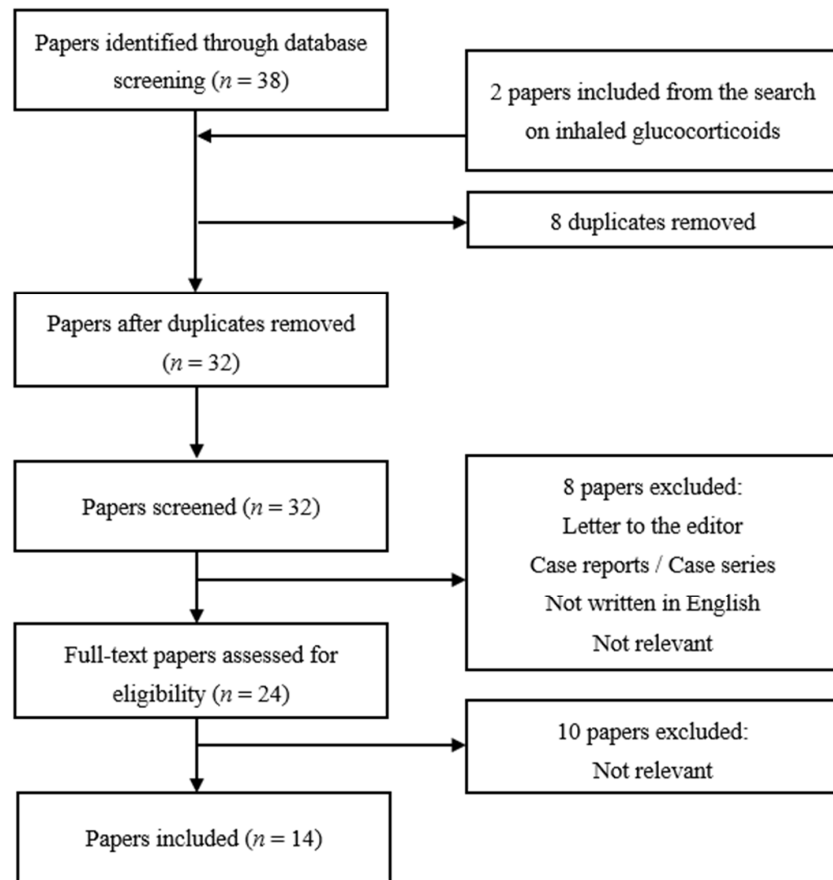 Papers identified through database
screening (n = 38)
2 papers included from the search
on inhaled glucocorticoids
8 duplicates removed
Papers after duplicates removed
(n = 32)
Papers screened (n = 32)
8 papers excluded:
Letter to the editor
Case reports / Case series
Not written in English
Not relevant
Full-text papers assessed for
eligibility (n = 24)
10 papers excluded:
Not relevant
Papers included (n = 14)